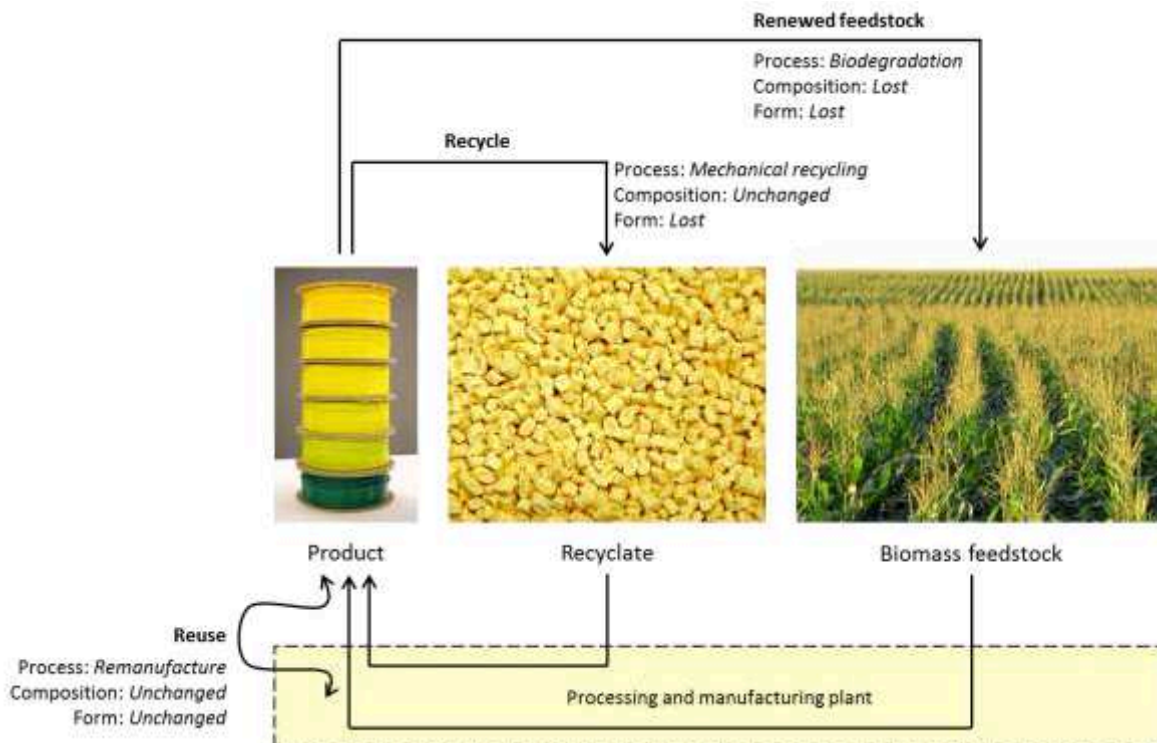 Renewed feedstock
Process: Biodegradation
Composition: Lost
Form: Lost
Recycle
Process: Mechanical recycling
Composition: Unchanged
Form: Lost
Product
Recyclate
Biomass feedstock
Reuse
Process: Remanufacture
Composition: Unchanged
Form: Unchanged
Processing and manufacturing plant